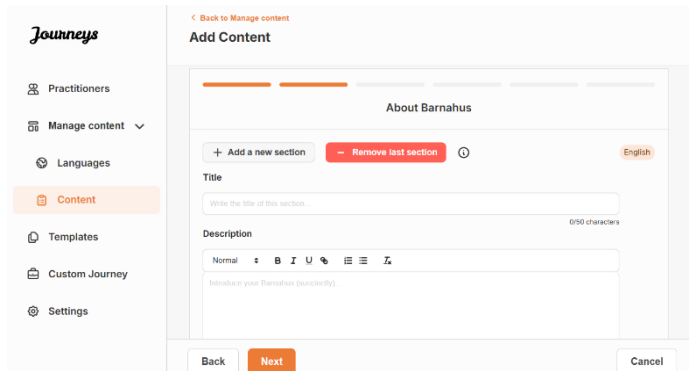 Journeys
Practitioners
Manage content
Languages
Content
Templates
Custom Journey
Settings
< Back to Manage content
Add Content
About Barnahus
+ Add a new section
− Remove last section
English
Title
Write the title of this section...
0/50 characters
Description
Normal B I U
Introduce your Barnahus (succinctly)...
Back
Next
Cancel